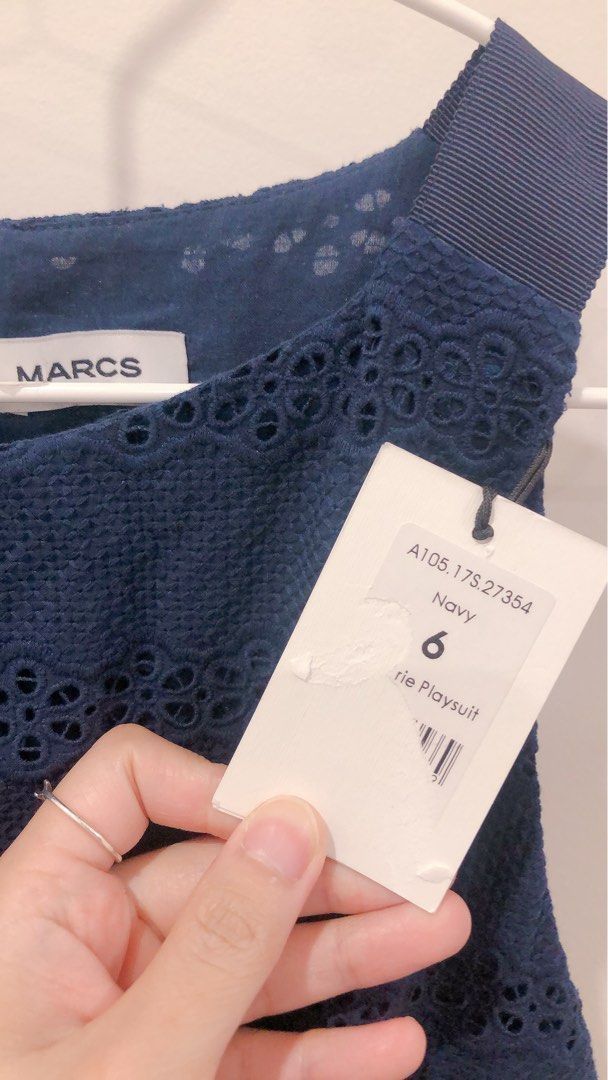 MARCS
A105.17S.27354
Navy
6
rie Playsuit